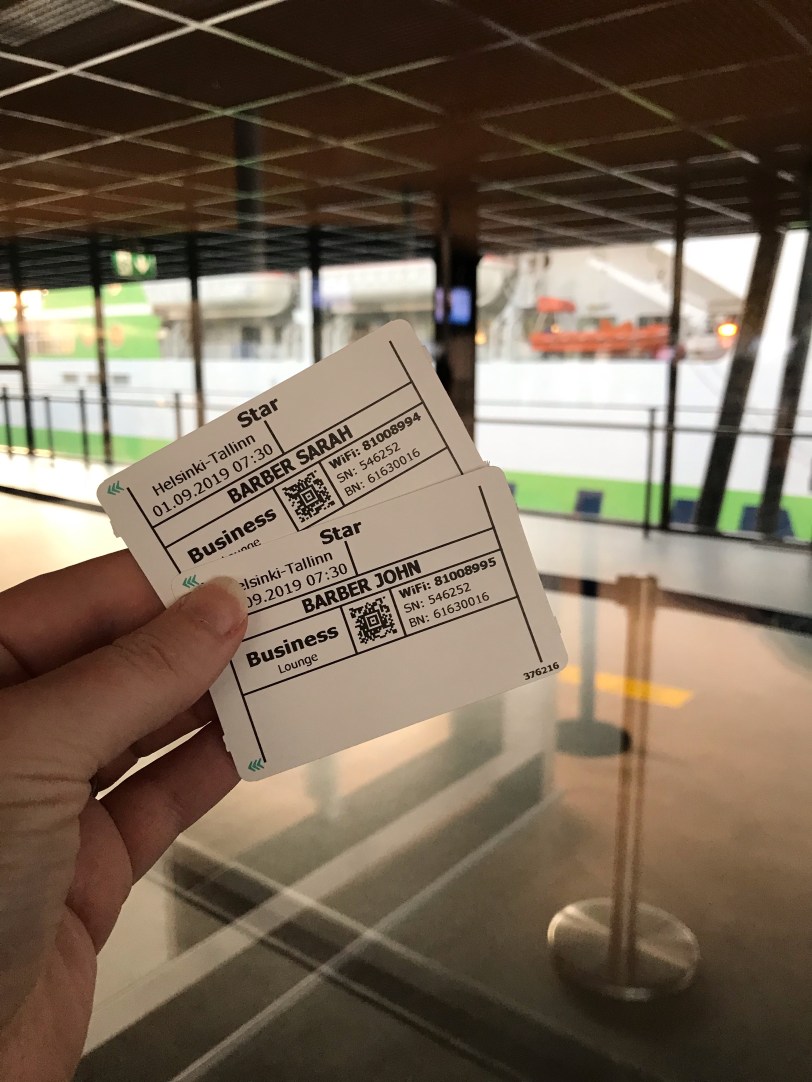 Star
Helsinki-Tallinn
01.09.2019 07:30
BARBER SARAH
Business
WiFi: 81008994
SN: 546252
BN: 61630016
Star
elsinki-Tallinn
09.2019 07:30
BARBER JOHN
Business
Lounge
WiFi: 81008995
SN: 546252
BN: 61630016
376216